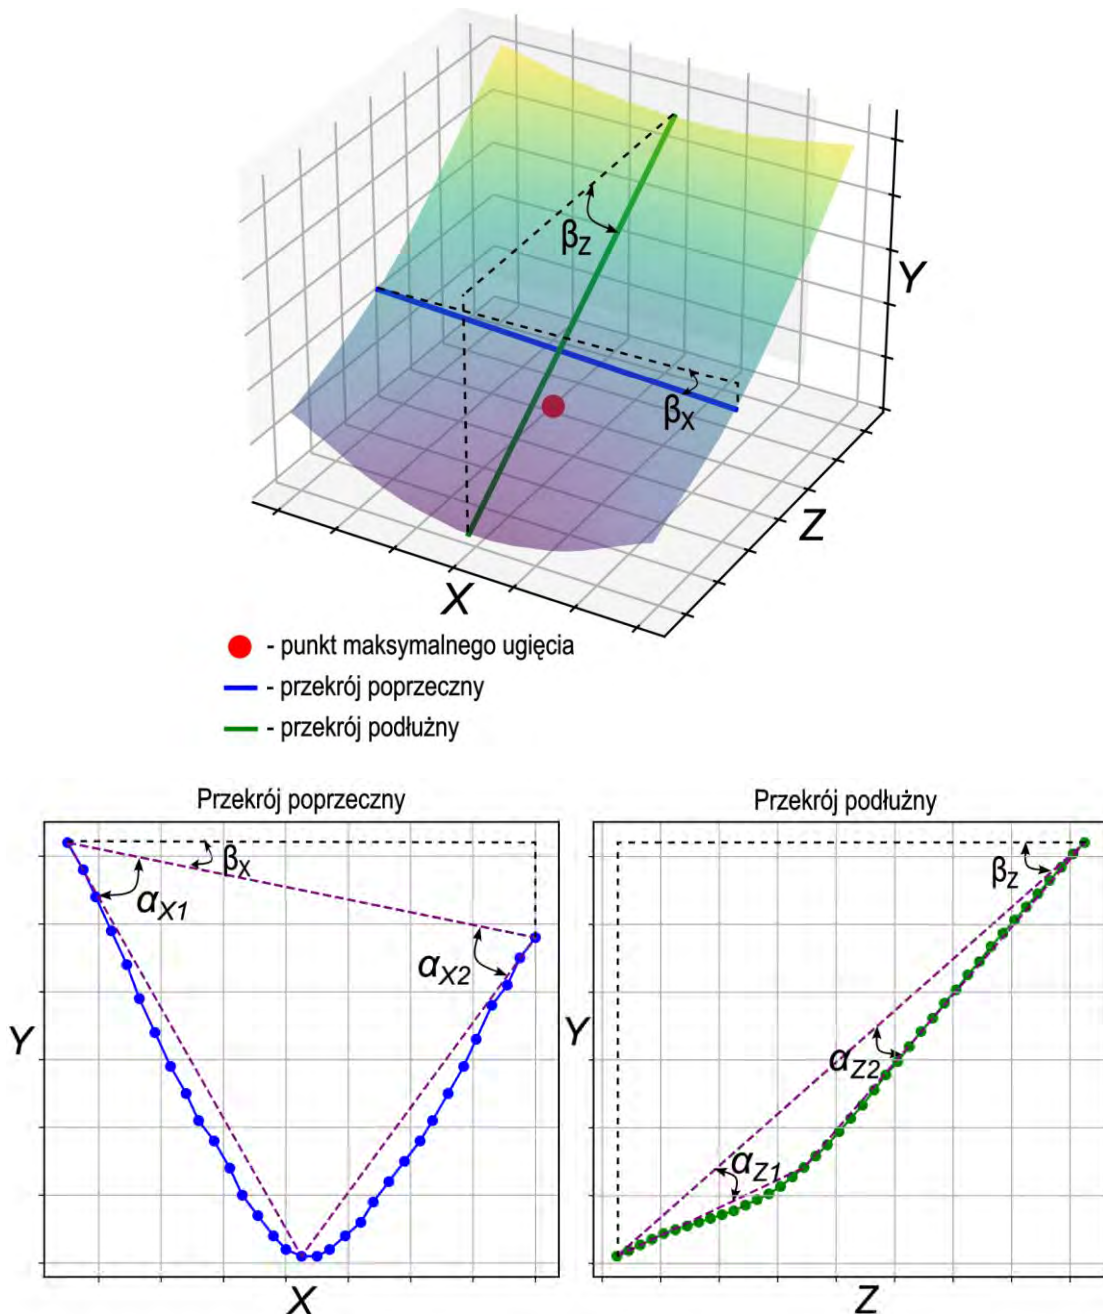 βZ
Y
βX
Z
X
- punkt maksymalnego ugięcia
- przekrój poprzeczny
- przekrój podłużny
Przekrój poprzeczny
Przekrój podłużny
βX
αX1
αX2
Y
X
βZ
αZ2
αZ1
Y
Z